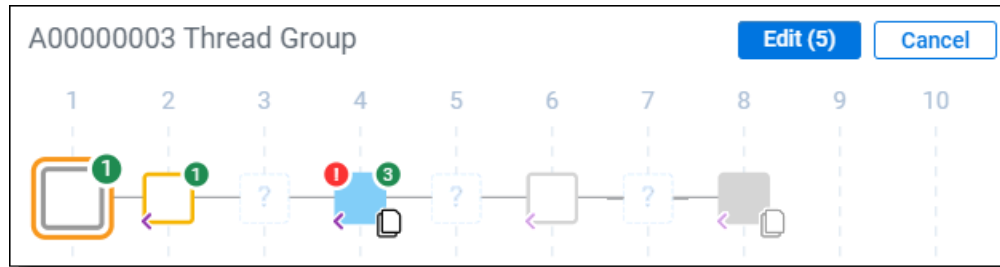 A00000003 Thread Group
Edit (5)
Cancel
1 2 3 4 5 6 7 8 9 10
1 1 ? ! 3 ? ?